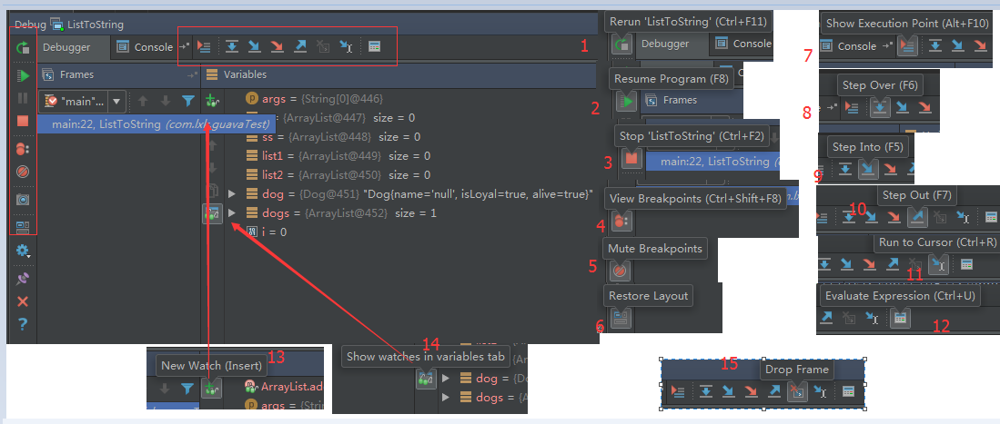 Debug ListToString
Debugger Console
1
Frames Variables
"main"...
args = {String[0]@446}
main:22, ListToString (com.lxk.guavaTest)
= {ArrayList@447} size = 0
ss = {ArrayList@448} size = 0
list1 = {ArrayList@449} size = 0
list2 = {ArrayList@450} size = 0
dog = {Dog@451} "Dog{name='null', isLoyal=true, alive=true}"
dogs = {ArrayList@452} size = 1
i = 0
Rerun 'ListToString' (Ctrl+F11)
Debugger Console
Resume Program (F8)
2
Frames
Stop 'ListToString' (Ctrl+F2)
3
main:22, ListToString
View Breakpoints (Ctrl+Shift+F8)
4
Mute Breakpoints
5
Restore Layout
6
Show Execution Point (Alt+F10)
7
Console
Step Over (F6)
8
Step Into (F5)
9
Step Out (F7)
10
Run to Cursor (Ctrl+R)
11
Evaluate Expression (Ctrl+U)
12
13
New Watch (Insert)
ArrayList.ad
args = {String
14
Show watches in variables tab
dog = {Do
dogs = {A
15
Drop Frame